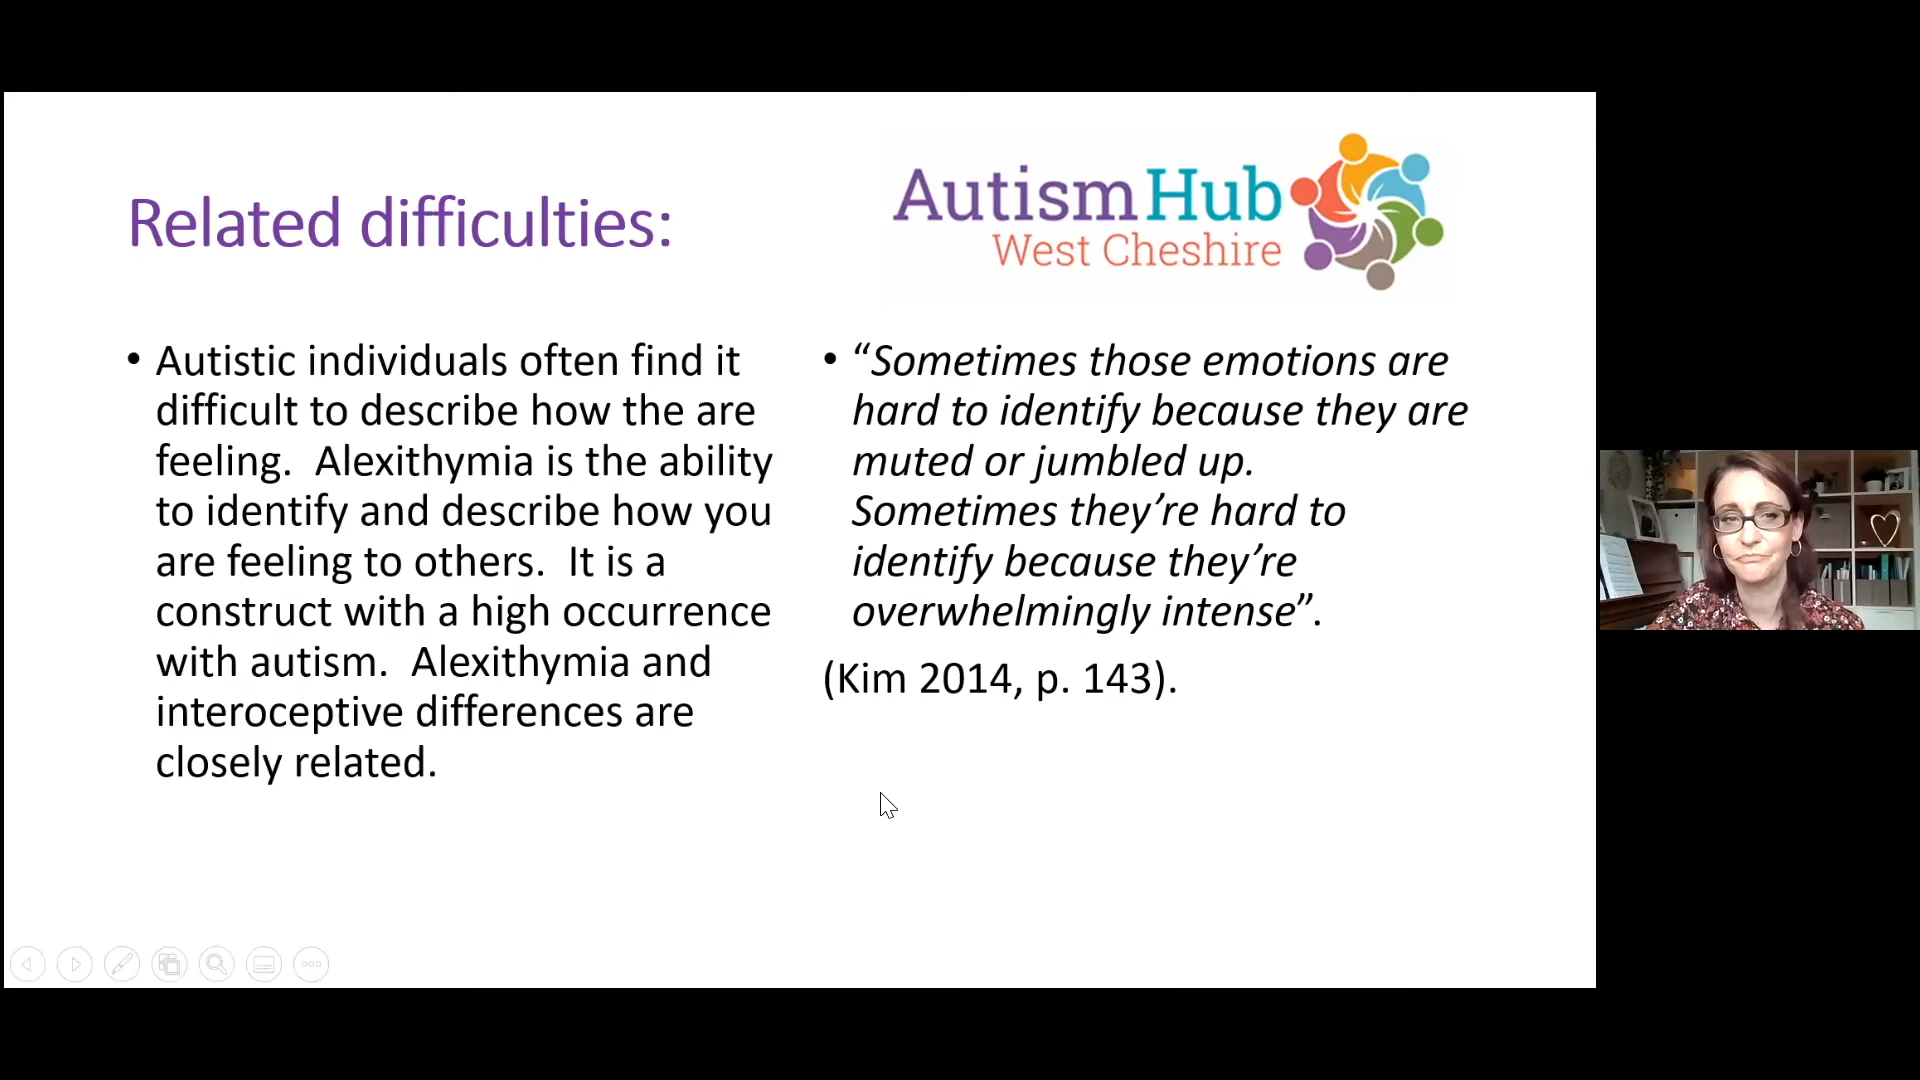 Related difficulties:
Autism Hub
West Cheshire
• Autistic individuals often find it
difficult to describe how the are
feeling.  Alexithymia is the ability
to identify and describe how you
are feeling to others.  It is a
construct with a high occurrence
with autism.  Alexithymia and
interoceptive differences are
closely related.
• “Sometimes those emotions are
hard to identify because they are
muted or jumbled up.
Sometimes they’re hard to
identify because they’re
overwhelmingly intense”.
(Kim 2014, p. 143).